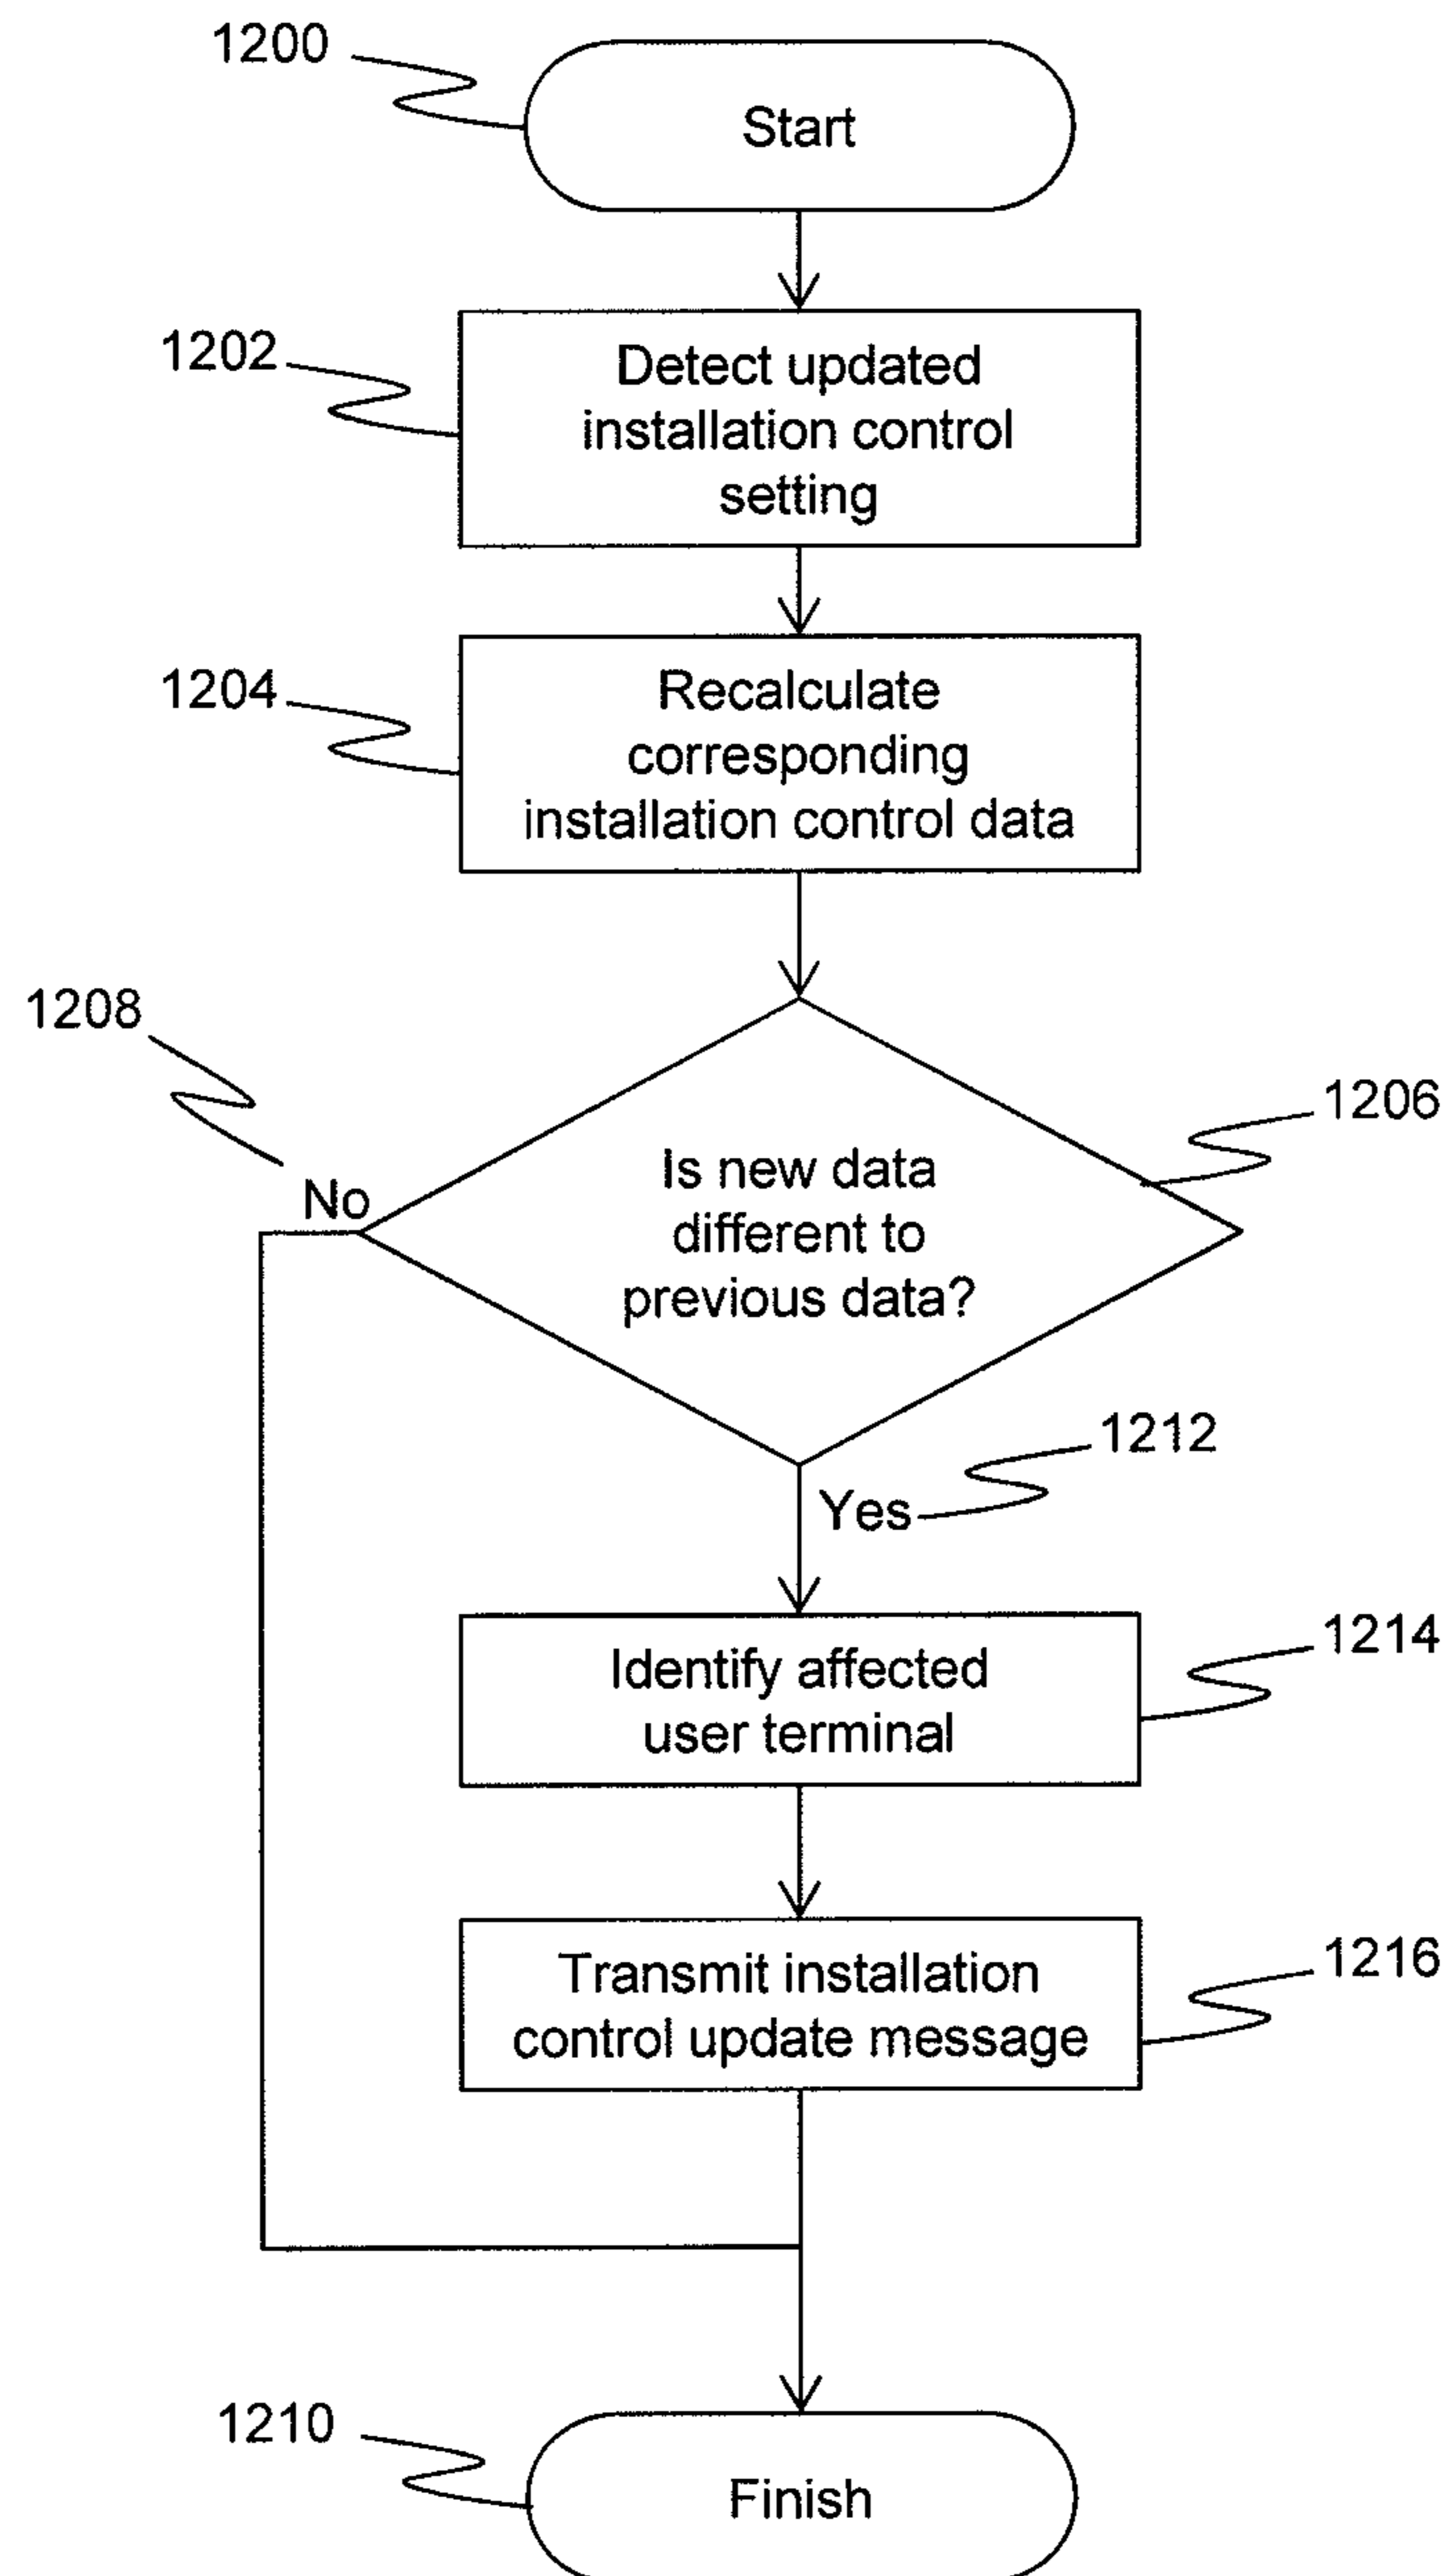 1200
Start
1202
Detect updated
installation control
setting
1204
Recalculate
corresponding
installation control data
1208
No
1206
Is new data
different to
previous data?
1212
Yes
1214
Identify affected
user terminal
1216
Transmit installation
control update message
1210
Finish